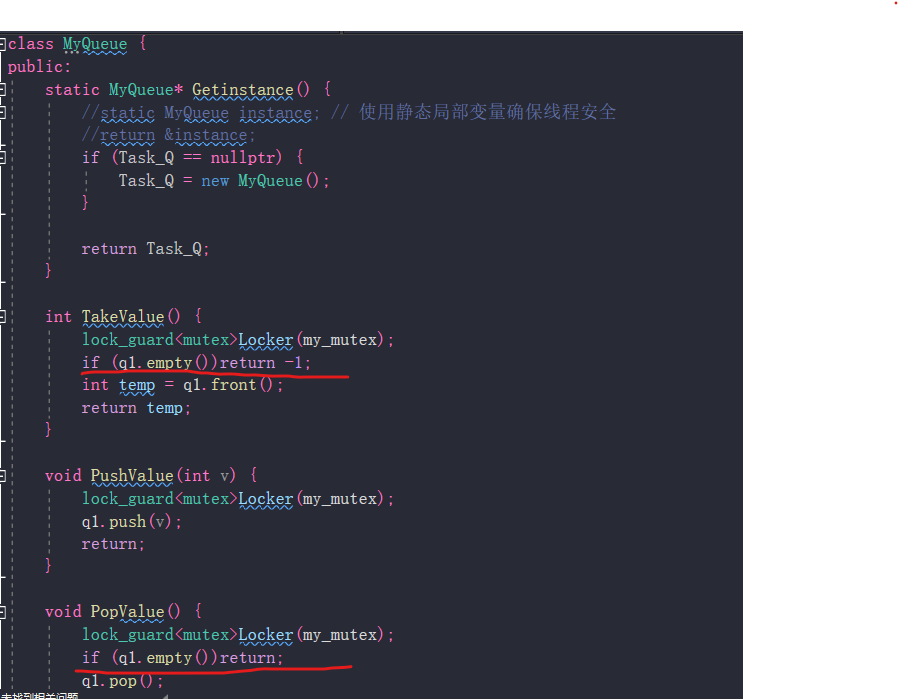 class MyQueue {
public:
static MyQueue* Getinstance() {
//static MyQueue instance; // 使用静态局部变量确保线程安全
//return &instance;
if (Task_Q == nullptr) {
Task_Q = new MyQueue();
}
return Task_Q;
}
int TakeValue() {
lock_guard<mutex>Locker(my_mutex);
if (q1.empty())return -1;
int temp = q1.front();
return temp;
}
void PushValue(int v) {
lock_guard<mutex>Locker(my_mutex);
q1.push(v);
return;
}
void PopValue() {
lock_guard<mutex>Locker(my_mutex);
if (q1.empty())return;
q1.pop();
未找到相关问题